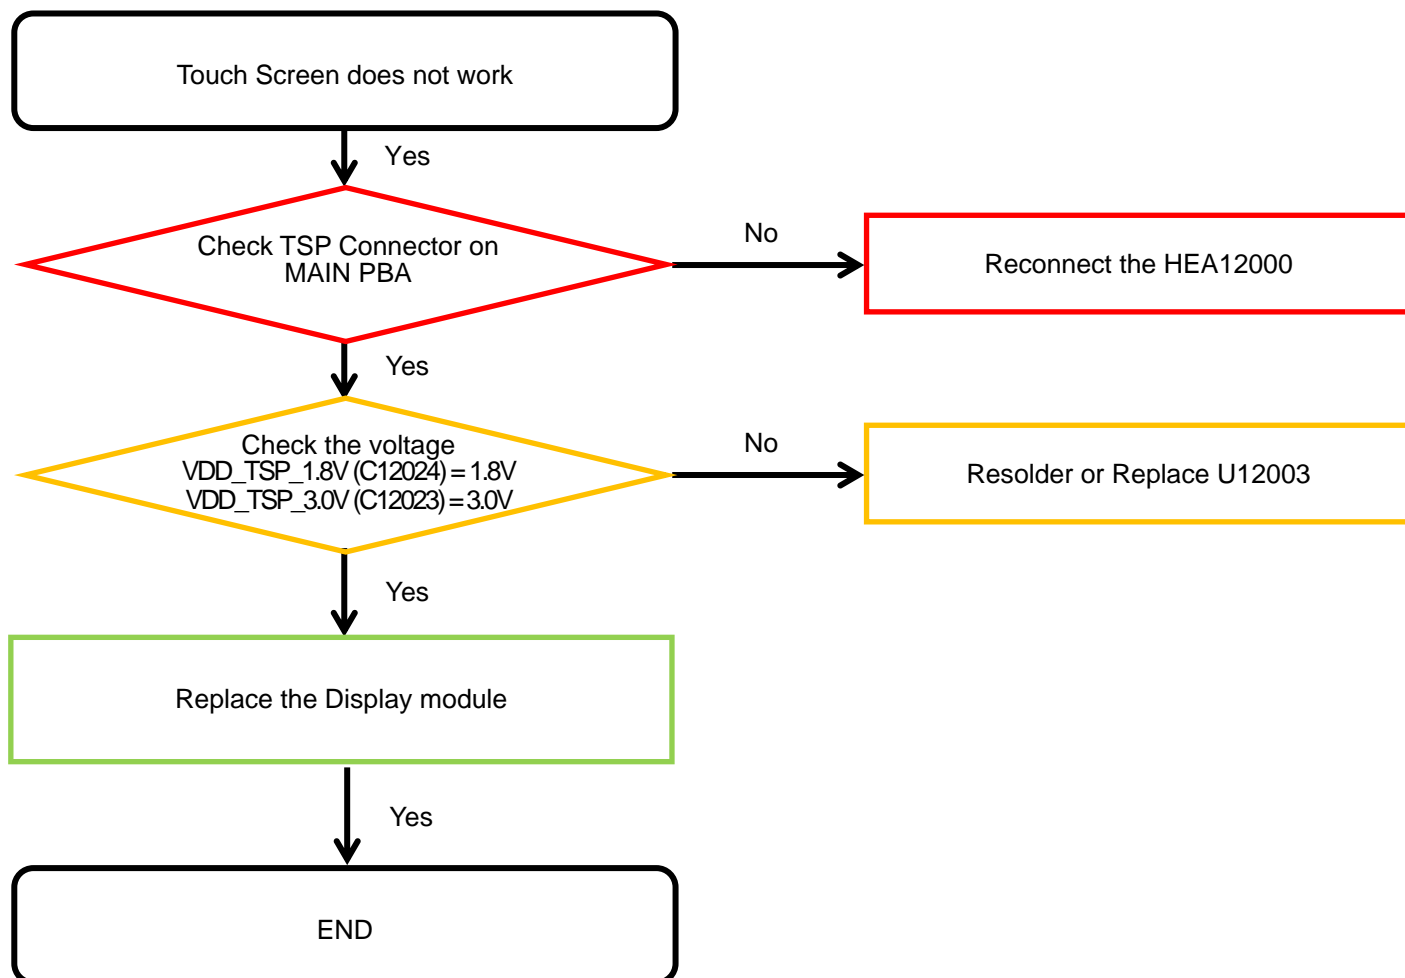 Touch Screen does not work
Yes
Check TSP Connector on
MAIN PBA
No
Reconnect the HEA12000
Yes
Check the voltage
VDD_TSP_1.8V (C12024) = 1.8V
VDD_TSP_3.0V (C12023) = 3.0V
No
Resolder or Replace U12003
Yes
Replace the Display module
Yes
END